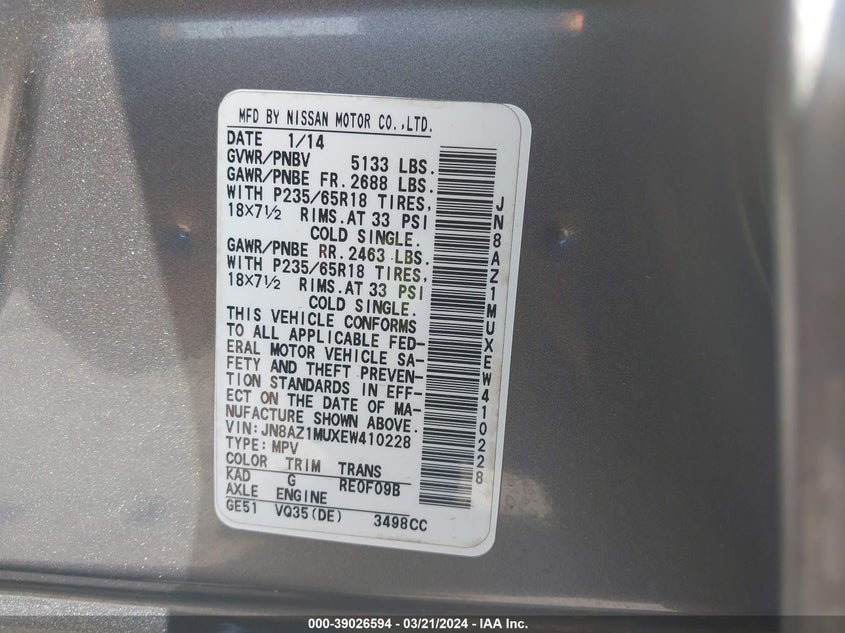 MFD BY NISSAN MOTOR CO.,LTD.
DATE 1/14
GVWR/PNBV 5133 LBS.
GAWR/PNBE FR. 2688 LBS.
WITH P235/65R18 TIRES,
18×7½ RIMS. AT 33 PSI
COLD SINGLE.
GAWR/PNBE RR. 2463 LBS.
WITH P235/65R18 TIRES,
18×7½ RIMS. AT 33 PSI
COLD SINGLE.
THIS VEHICLE CONFORMS
TO ALL APPLICABLE FED-
ERAL MOTOR VEHICLE SA-
FETY AND THEFT PREVEN-
TION STANDARDS IN EFF-
ECT ON THE DATE OF MA-
NUFACTURE SHOWN ABOVE.
VIN: JN8AZ1MUXEW410228
TYPE: MPV
COLOR TRIM TRANS
KAD G RE0F09B
AXLE ENGINE
GE51 VQ35(DE) 3498CC
JN8AZ1MUXEW410228
000-39026594 - 03/21/2024 - IAA Inc.